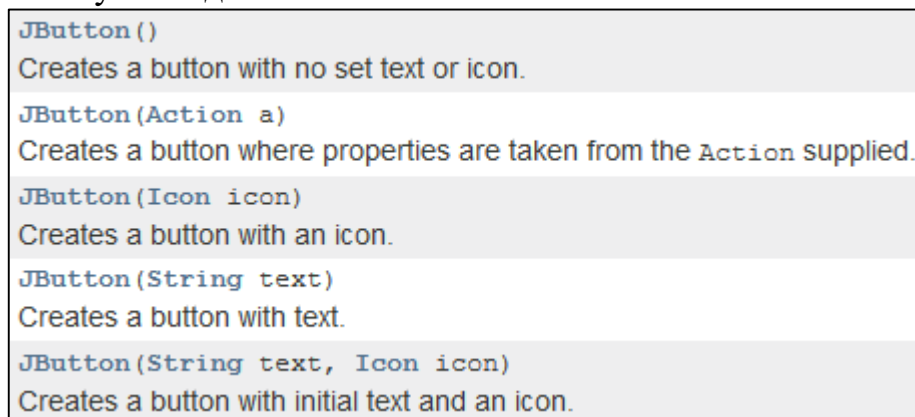 JButton()
Creates a button with no set text or icon.
JButton(Action a)
Creates a button where properties are taken from the Action supplied.
JButton(Icon icon)
Creates a button with an icon.
JButton(String text)
Creates a button with text.
JButton(String text, Icon icon)
Creates a button with initial text and an icon.